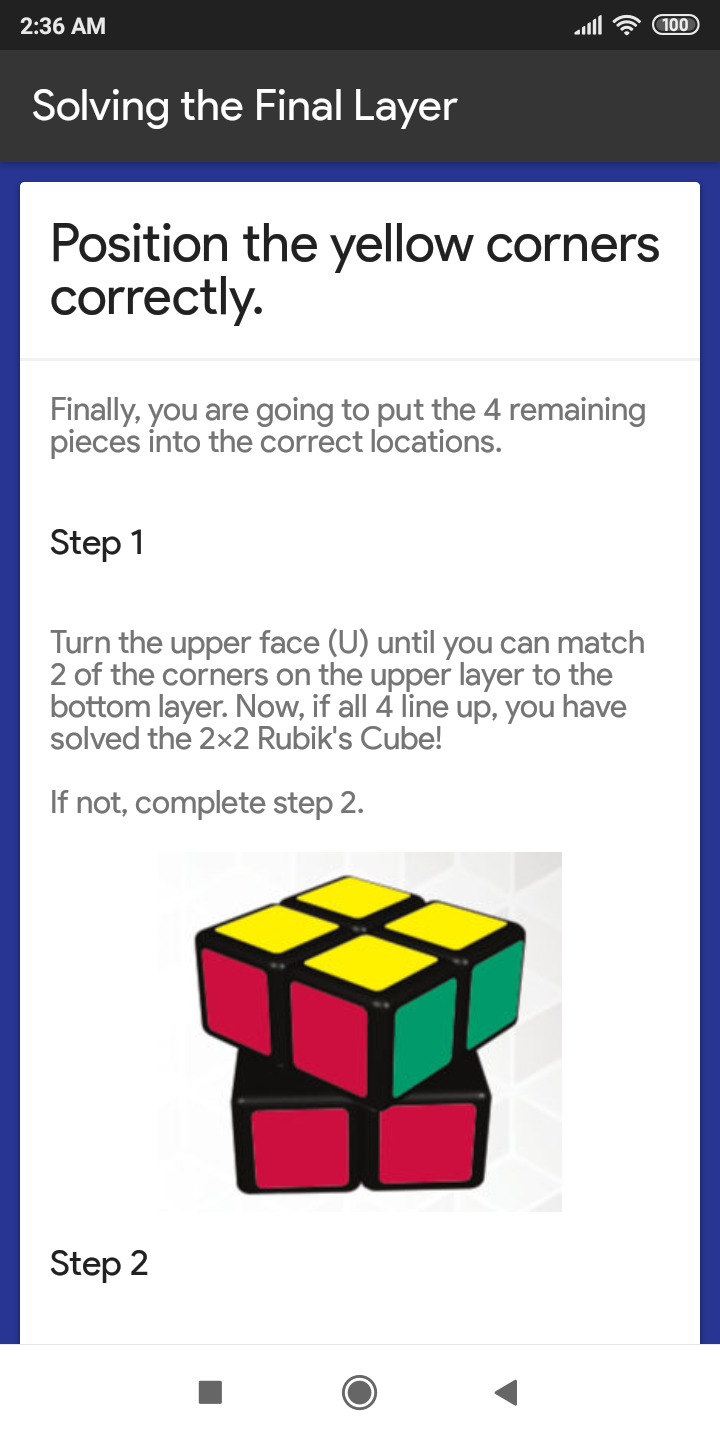 2:36 AM
100
Solving the Final Layer
Position the yellow corners
correctly.
Finally, you are going to put the 4 remaining
pieces into the correct locations.
Step 1
Turn the upper face (U) until you can match
2 of the corners on the upper layer to the
bottom layer. Now, if all 4 line up, you have
solved the 2×2 Rubik's Cube!
If not, complete step 2.
Step 2